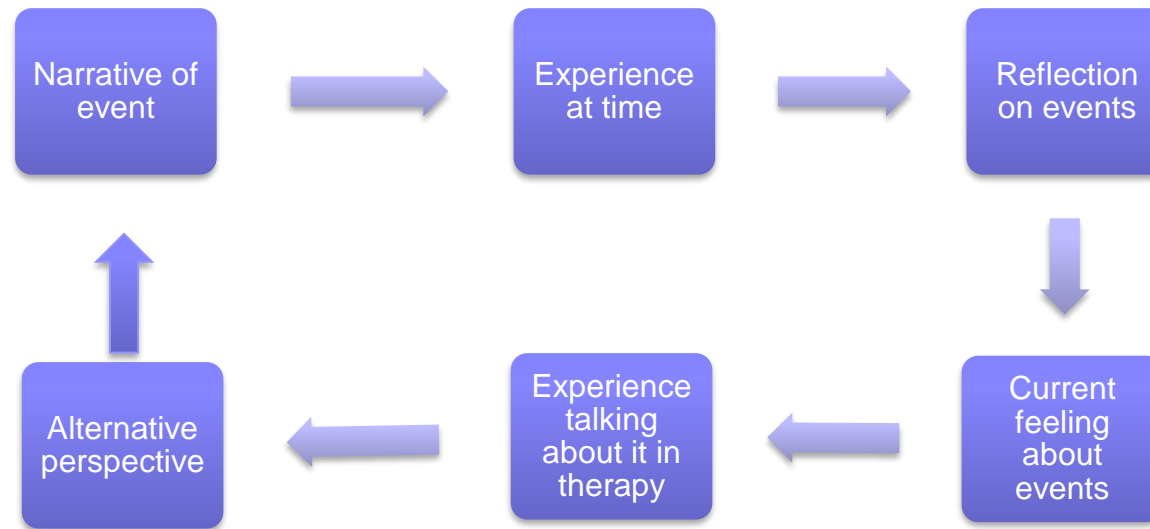 Narrative of
event
Experience
at time
Reflection
on events
Current
feeling
about
events
Experience
talking
about it in
therapy
Alternative
perspective